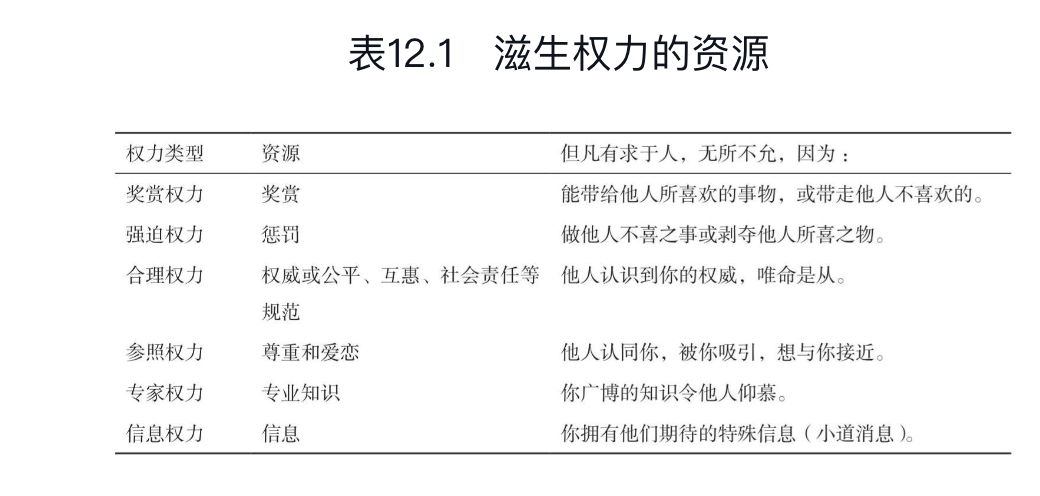 表12.1 滋生权力的资源
权力类型 资源 但凡有求于人，无所不允，因为：
奖赏权力 奖赏 能带给他人所喜欢的事物，或带走他人不喜欢的。
强迫权力 惩罚 做他人不喜之事或剥夺他人所喜之物。
合理权力 权威或公平、互惠、社会责任等 他人认识到你的权威，唯命是从。
规范
参照权力 尊重和爱恋 他人认同你，被你吸引，想与你接近。
专家权力 专业知识 你广博的知识令他人仰慕。
信息权力 信息 你拥有他们期待的特殊信息（小道消息）。